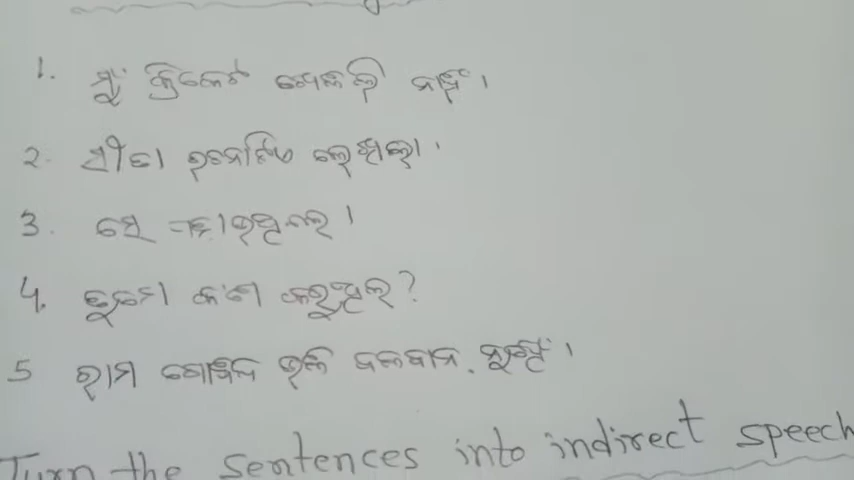 1. ମୁଁ କ୍ରିକେଟ ଖେଳେ ନାହିଁ।
2. ସୀତା ଲେଖିଲା।
3. ସେ
4. ତୁମେ କଣ କରୁଥିଲ?
5 ରାମ ଗୋବିନ୍ଦ ଭଳି ବଳବାନ ନୁହେଁ।
Turn the sentences into indirect speech